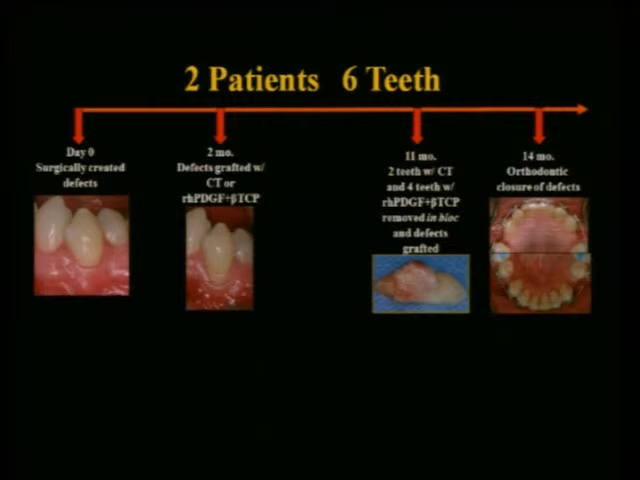 2 Patients 6 Teeth
Day 0
Surgically created
defects
2 mo.
Defects grafted w/
CT or
rhPDGF+βTCP
11 mo.
2 teeth w/ CT
and 4 teeth w/
rhPDGF+βTCP
removed in bloc
and defects
grafted
14 mo.
Orthodontic
closure of defects